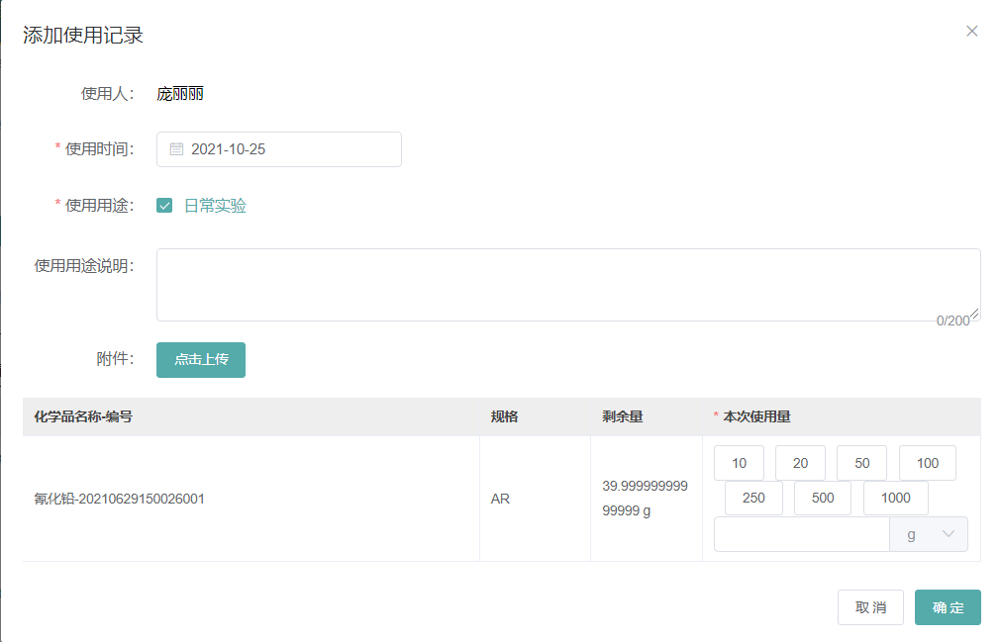 添加使用记录
使用人： 庞丽丽
* 使用时间： 2021-10-25
* 使用用途： 日常实验
使用用途说明：
0/200
附件： 点击上传
化学品名称-编号 规格 剩余量 * 本次使用量
10 20 50 100
氰化铅-20210629150026001 AR 39.999999999
99999 g
250 500 1000
g
取消 确定